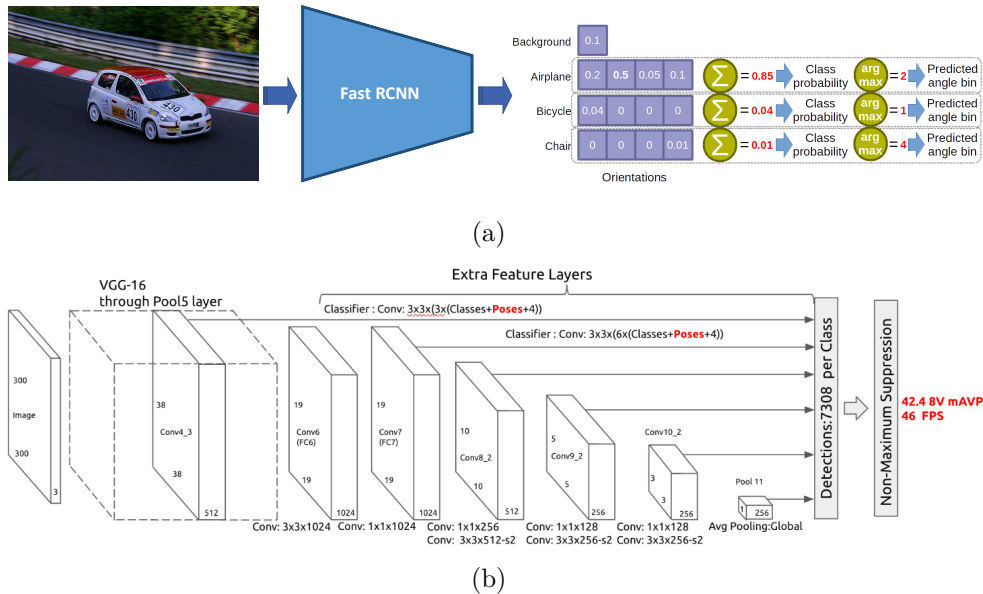 Fast RCNN
Background 0.1
Airplane 0.2 0.5 0.05 0.1 Σ = 0.85 Class probability arg max = 2 Predicted angle bin
Bicycle 0.04 0 0 0 Σ = 0.04 Class probability arg max = 1 Predicted angle bin
Chair 0 0 0 0.01 Σ = 0.01 Class probability arg max = 4 Predicted angle bin
Orientations
430
430
(a)
Extra Feature Layers
VGG-16
through Pool5 layer
Classifier : Conv: 3x3x(3x(Classes+Poses+4))
Classifier : Conv: 3x3x(6x(Classes+Poses+4))
300
Image
300
3
38
Conv4_3
38
512
19
Conv6
(FC6)
19
1024
19
Conv7
(FC7)
19
1024
10
Conv8_2
10
512
5
Conv9_2
5
256
Conv10_2
3
3
256
Pool 11
1
256
Conv: 3x3x1024
Conv: 1x1x1024
Conv: 1x1x256
Conv: 3x3x512-s2
Conv: 1x1x128
Conv: 3x3x256-s2
Conv: 1x1x128
Conv: 3x3x256-s2
Avg Pooling:Global
Detections:7308 per Class
Non-Maximum Suppression
42.4 8V mAVP
46 FPS
(b)